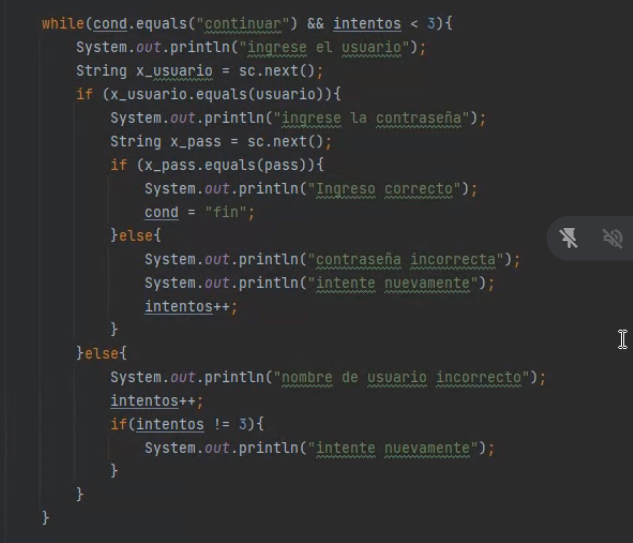 while(cond.equals("continuar") && intentos < 3){
    System.out.println("ingrese el usuario");
    String x_usuario = sc.next();
    if (x_usuario.equals(usuario)){
        System.out.println("ingrese la contraseña");
        String x_pass = sc.next();
        if (x_pass.equals(pass)){
            System.out.println("Ingreso correcto");
            cond = "fin";
        }else{
            System.out.println("contraseña incorrecta");
            System.out.println("intente nuevamente");
            intentos++;
        }
    }else{
        System.out.println("nombre de usuario incorrecto");
        intentos++;
        if(intentos != 3){
            System.out.println("intente nuevamente");
        }
    }
}